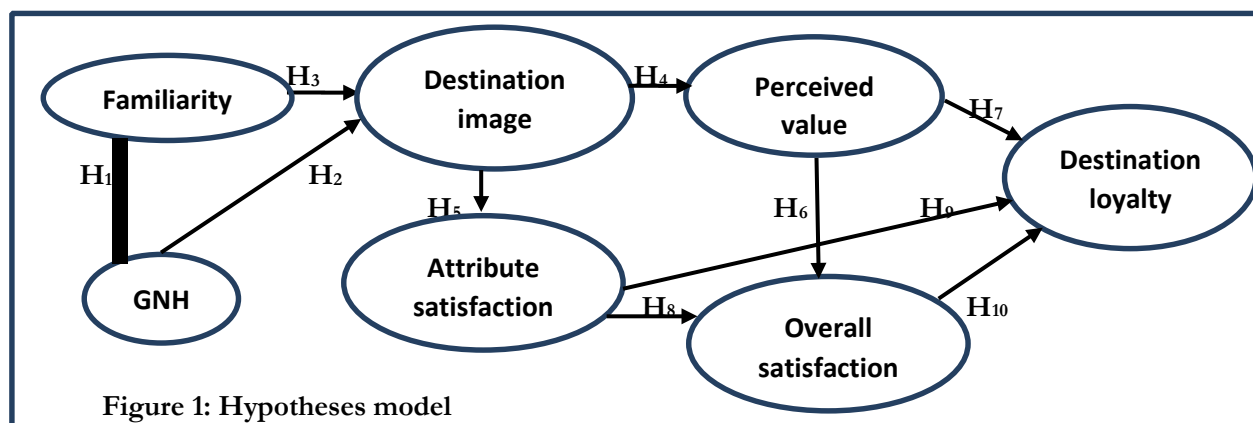 Familiarity
H3
Destination
image
H4
Perceived
value
H7
Destination
loyalty
H1
H2
H5
H6
H9
GNH
Attribute
satisfaction
H8
Overall
satisfaction
H10
Figure 1: Hypotheses model